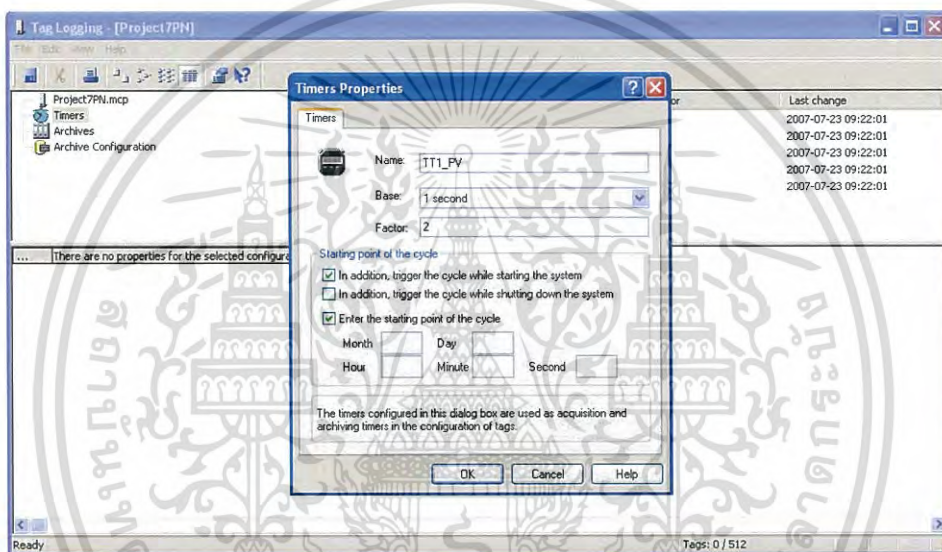 Tag Logging - [Project7PN]
File Edit View Help
Project7PN.mcp
Timers
Archives
Archive Configuration
or
Last change
2007-07-23 09:22:01
2007-07-23 09:22:01
2007-07-23 09:22:01
2007-07-23 09:22:01
2007-07-23 09:22:01
Timers Properties
Timers
Name: TT1_PV
Base: 1 second
Factor: 2
Starting point of the cycle
In addition, trigger the cycle while starting the system
In addition, trigger the cycle while shutting down the system
Enter the starting point of the cycle
Month Day
Hour Minute Second
The timers configured in this dialog box are used as acquisition and
archiving timers in the configuration of tags.
OK Cancel Help
... There are no properties for the selected configura
Ready
Tags: 0 / 512